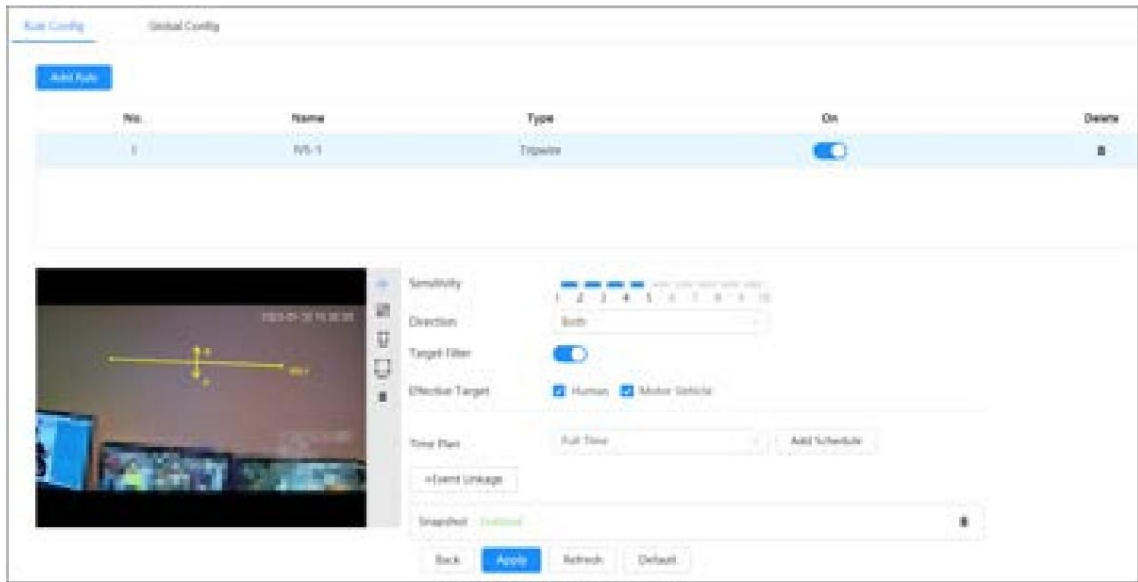 Rule Config Global Config
Add Rule
No. Name Type On Delete
1 IVS-1 Tripwire
Sensitivity
1 2 3 4 5 6 7 8 9 10
Direction Both
Target Filter
Effective Target Human Motor Vehicle
Time Plan Full Time Add Schedule
+Event Linkage
Snapshot Enabled
Back Apply Refresh Default